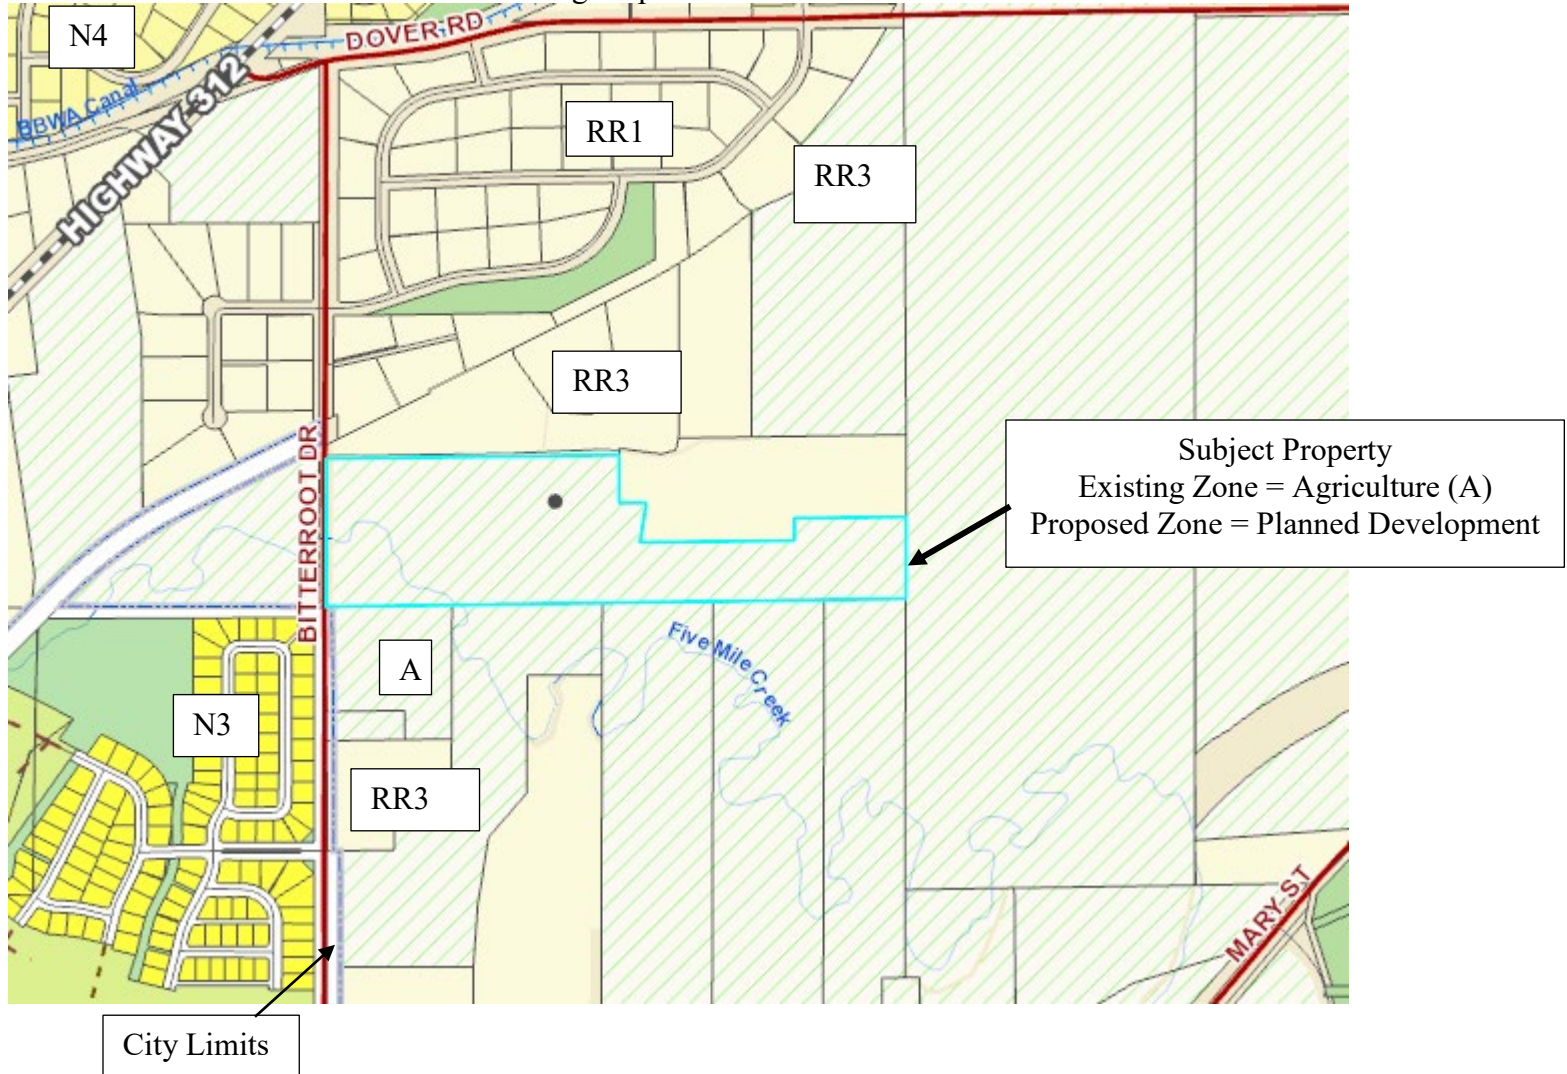 N4
DOVER RD
BBWA Canal
HIGHWAY 312
RR1
RR3
RR3
Subject Property
Existing Zone = Agriculture (A)
Proposed Zone = Planned Development
BITTERROOT DR
Five Mile Creek
A
N3
RR3
MARY ST
City Limits